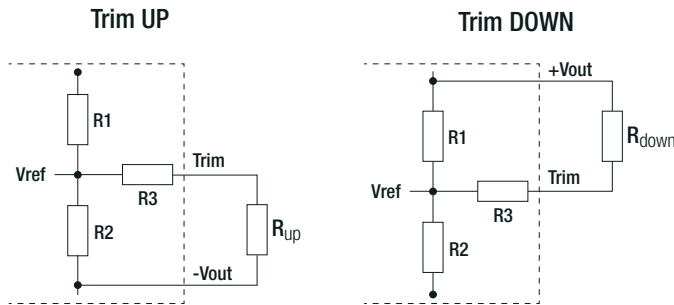 Trim UP
R1
Vref
Trim
R3
R2
Rup
-Vout
Trim DOWN
+Vout
R1
Rdown
Vref
Trim
R3
R2